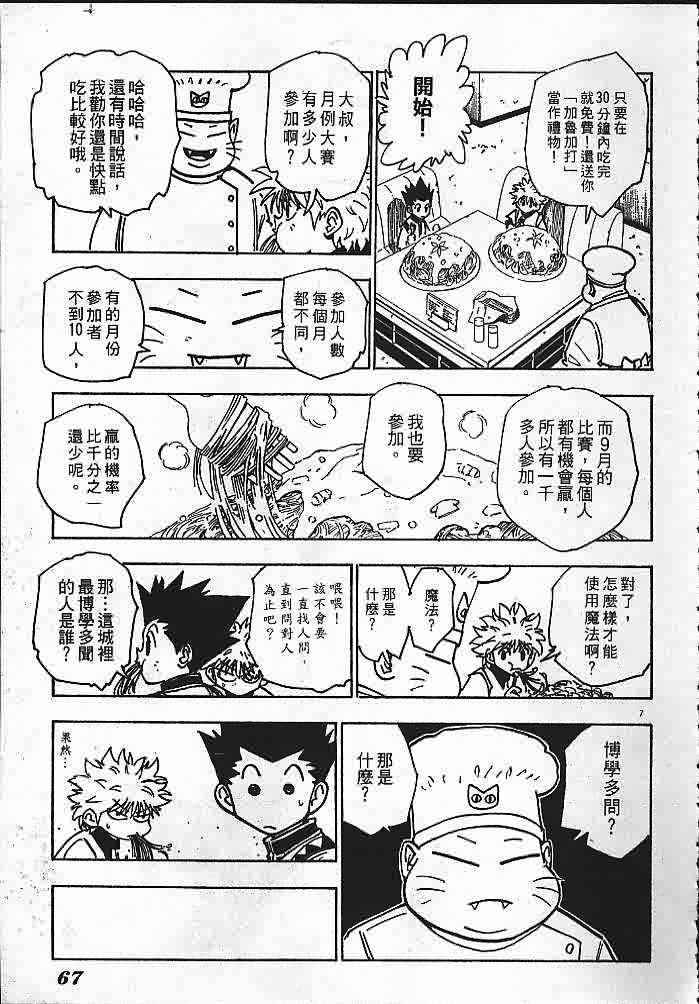 只要在
30分鐘內吃完
就免費！還送你
「加魯加打」
當作禮物！
開始！
大叔，
月例大賽
有多少人
參加啊？
哈哈哈，
還有時間說話，
我勸你還是快點
吃比較好哦。
參加人數
每個月
都不同，
有的月份
參加者
不到10人，
而9月的
比賽，每個人
都有機會贏，
所以有一千
多人參加。
我也要
參加。
贏的機率
比千分之一
還少呢。
對了，
怎麼樣才能
使用魔法啊？
魔法？
那是
什麼？
喂喂！
該不會要
一直找人問，
直到問對人
為止吧？
那…這城裡
最博學多聞
的人是誰？
7
博學多問？
那是
什麼？
果然…
67